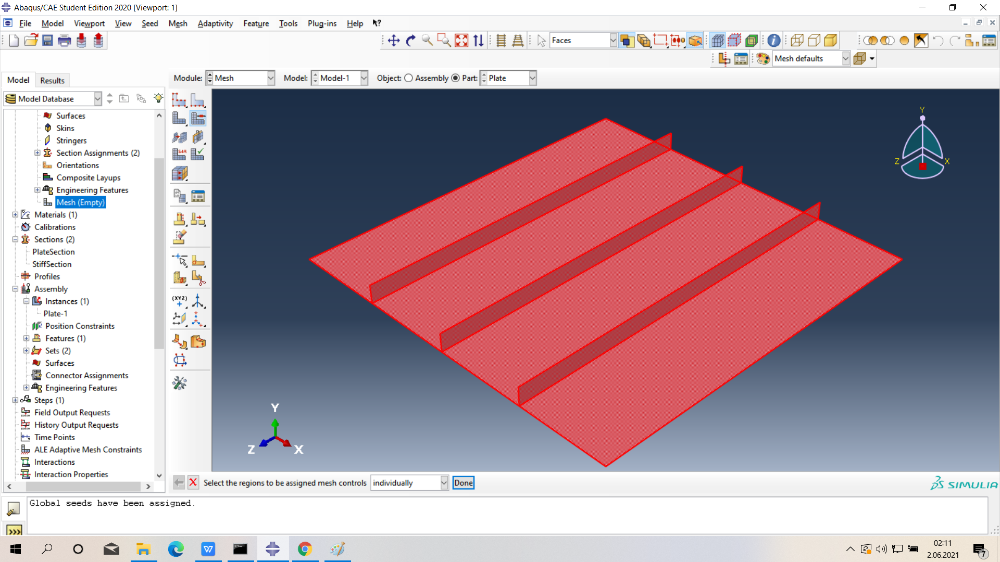 Abaqus/CAE Student Edition 2020 [Viewport: 1]
File Model Viewport View Seed Mesh Adaptivity Feature Tools Plug-ins Help
Faces
Mesh defaults
Model Results
Module: Mesh Model: Model-1 Object: Assembly Part: Plate
Model Database
Surfaces
Skins
Stringers
Section Assignments (2)
Orientations
Composite Layups
Engineering Features
Mesh (Empty)
Materials (1)
Calibrations
Sections (2)
PlateSection
StiffSection
Profiles
Assembly
Instances (1)
Plate-1
Position Constraints
Features (1)
Sets (2)
Surfaces
Connector Assignments
Engineering Features
Steps (1)
Field Output Requests
History Output Requests
Time Points
ALE Adaptive Mesh Constraints
Interactions
Interaction Properties
S4R
(XYZ)
Y
Z X
Y
Z X
Select the regions to be assigned mesh controls individually Done
SIMULIA
Global seeds have been assigned.
>>>
W
02:11
2.06.2021
7